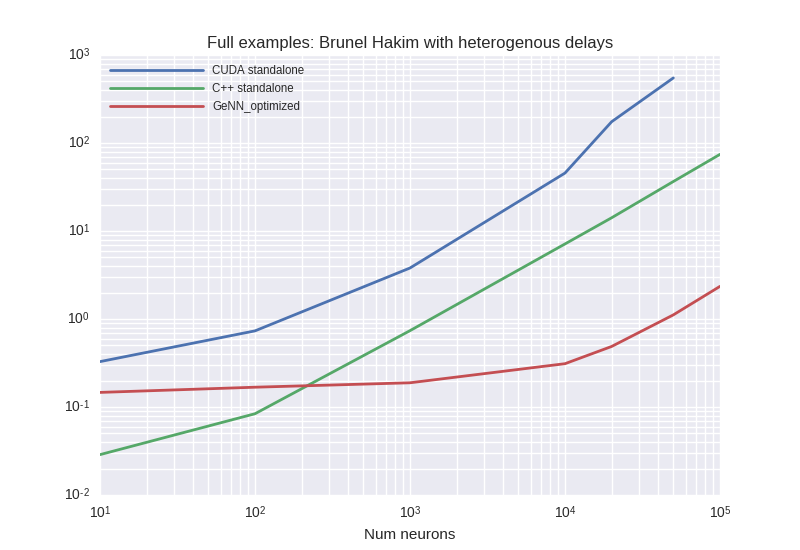 Full examples: Brunel Hakim with heterogenous delays
10³
CUDA standalone
C++ standalone
GeNN_optimized
10²
10¹
10⁰
10⁻¹
10⁻²
10¹ 10² 10³ 10⁴ 10⁵
Num neurons